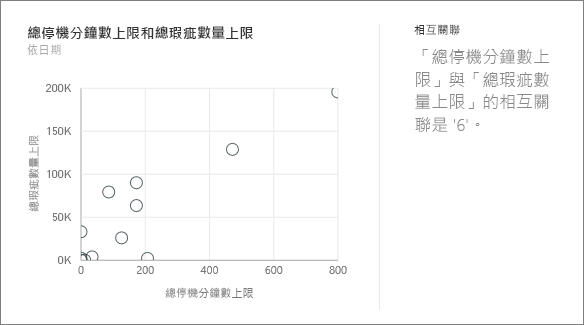 總停機分鐘數上限和總瑕疵數量上限
依日期
200K
150K
100K
50K
0K
總瑕疵數量上限
0 200 400 600 800
總停機分鐘數上限
相互關聯
「總停機分鐘數上
限」與「總瑕疵數
量上限」的相互關
聯是 '6'。